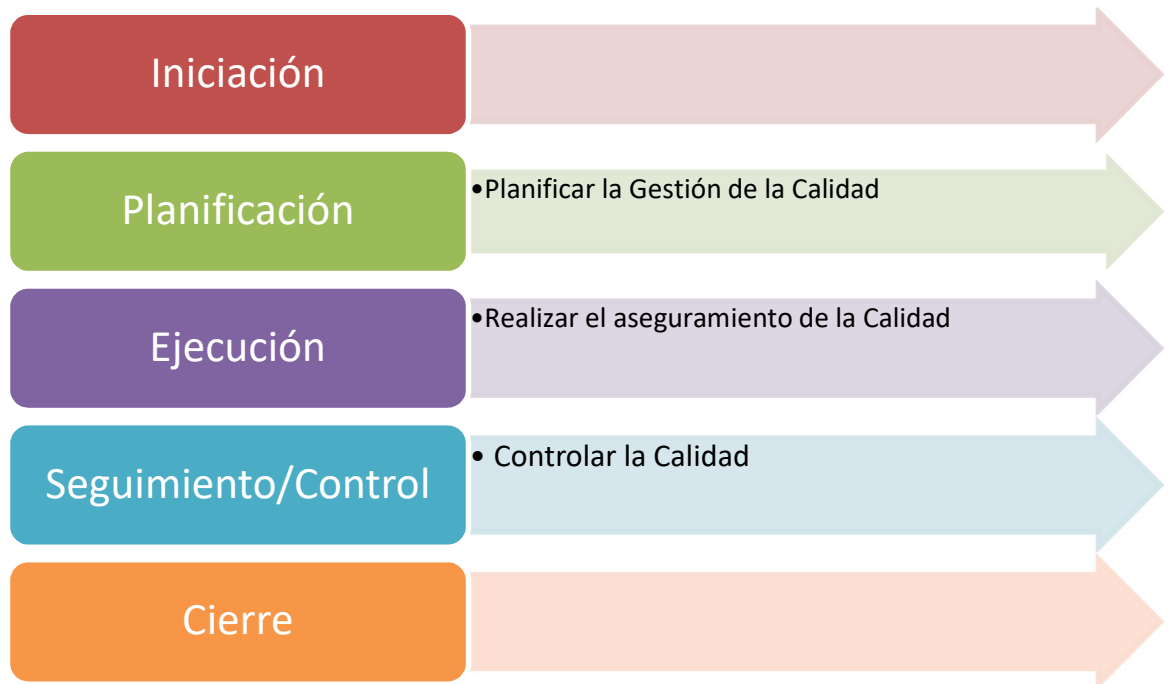 Iniciación
Planificación
•Planificar la Gestión de la Calidad
Ejecución
•Realizar el aseguramiento de la Calidad
Seguimiento/Control
• Controlar la Calidad
Cierre